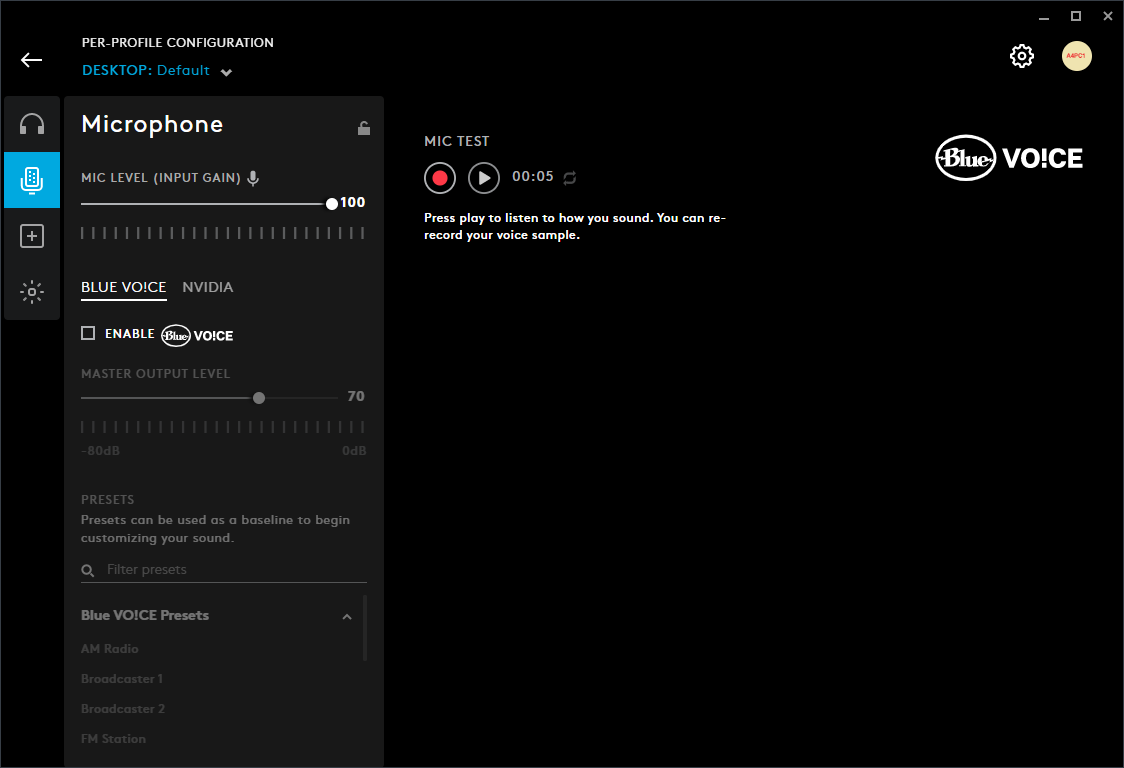 PER-PROFILE CONFIGURATION
DESKTOP: Default
A4PC1
Microphone
MIC LEVEL (INPUT GAIN)
100
BLUE VO!CE NVIDIA
ENABLE Blue VO!CE
MASTER OUTPUT LEVEL
70
-80dB 0dB
PRESETS
Presets can be used as a baseline to begin
customizing your sound.
Filter presets
Blue VO!CE Presets
AM Radio
Broadcaster 1
Broadcaster 2
FM Station
MIC TEST
00:05
Press play to listen to how you sound. You can re-
record your voice sample.
Blue VO!CE